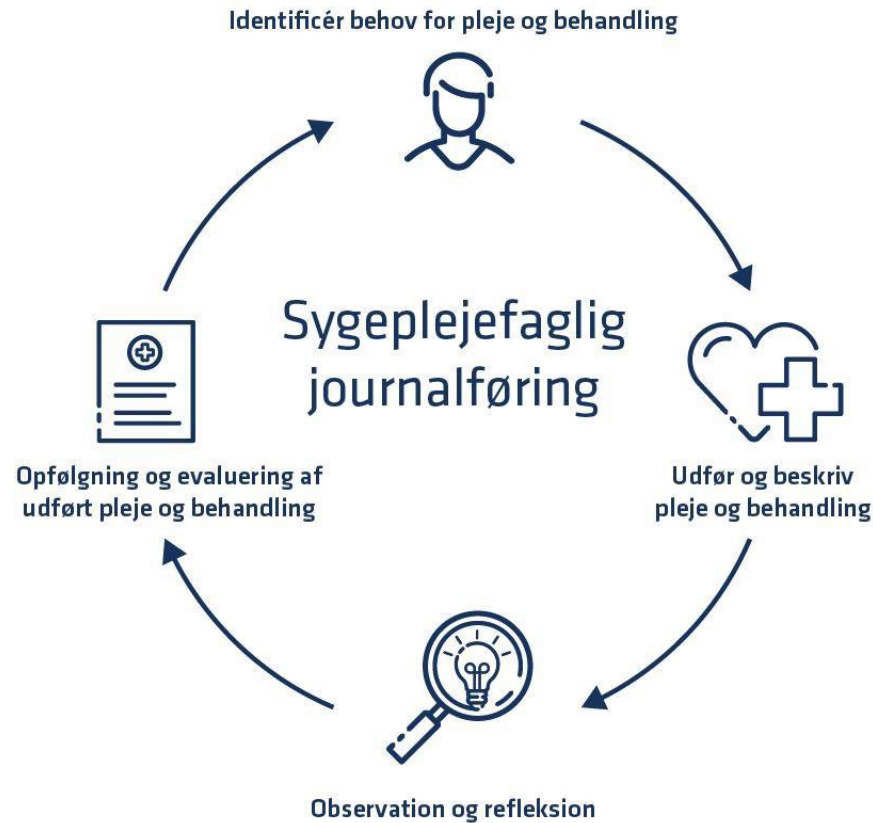 Identificér behov for pleje og behandling
Sygeplejefaglig
journalføring
Udfør og beskriv
pleje og behandling
Observation og refleksion
Opfølgning og evaluering af
udført pleje og behandling